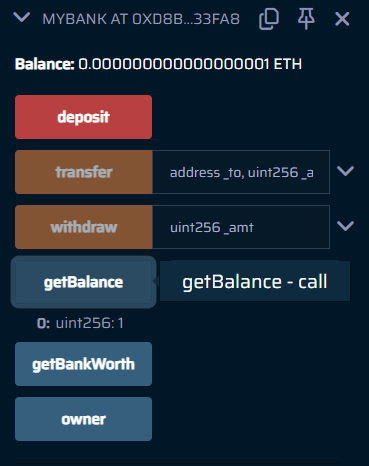 MYBANK AT 0XD8B...33FA8
Balance: 0.000000000000000001 ETH
deposit
transfer address _to, uint256 _a
withdraw uint256 _amt
getBalance getBalance - call
0: uint256: 1
getBankWorth
owner